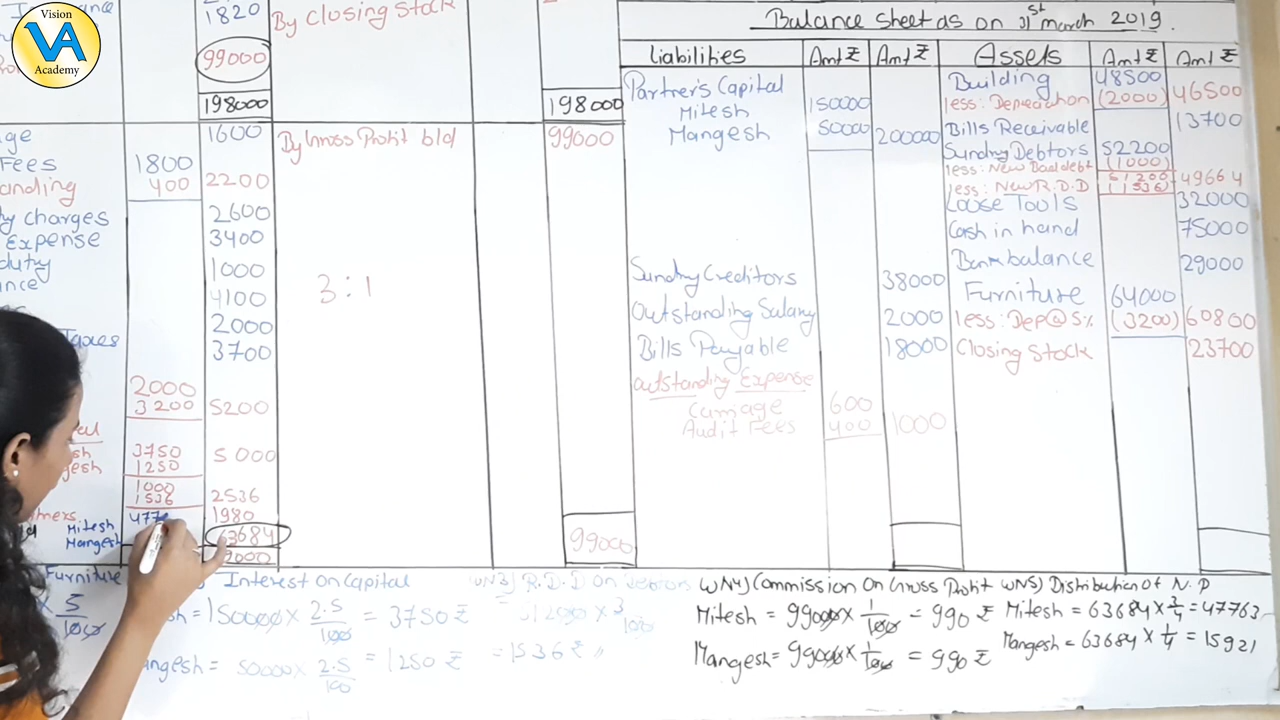 Vision
VA
Academy
1820
By Closing Stock
99000
198000
198000
1600
By Gross Profit b/d
99000
Fees
1800
400
2200
y charges
2600
Expense
3400
duty
1000
4100
3 : 1
2000
Taxes
3700
2000
3200
5200
3750
5000
1250
1000
1536
2536
1980
Mitesh
63684
Mangesh
99000
Balance Sheet as on 31st march 2019.
Liabilities Amt ₹ Amt ₹ Assets Amt ₹ Amt ₹
Partner's Capital Building 48500
Mitesh 150000 less: Depreciation (2000) 46500
Mangesh 50000 200000 Bills Receivable 13700
Sundry Debtors 52200
less: New Bad debt (1000)
less: New R.D.D 49664
Loose Tools 32000
Cash in hand 75000
Bank balance 29000
Sundry Creditors 38000 Furniture 64000
Outstanding Salary 2000 less: Dep@5% (3200) 60800
Bills Payable 18000 Closing Stock 23700
Outstanding Expense
Carriage 600
Audit Fees 400 1000
Furniture
× 5/100
Interest On Capital
150000 × 2.5/100 = 3750 ₹
angesh = 50000 × 2.5/100 = 1250 ₹
WN3) R.D.D On Debtors
× 3/100
= 1536 ₹
WN4) Commission On Gross Profit
Mitesh = 99000 × 1/100 = 990 ₹
Mangesh = 99000 × 1/100 = 990 ₹
WN5) Distribution Of N.P
Mitesh = 63684 × 3/4 = 47763
Mangesh = 63684 × 1/4 = 15921